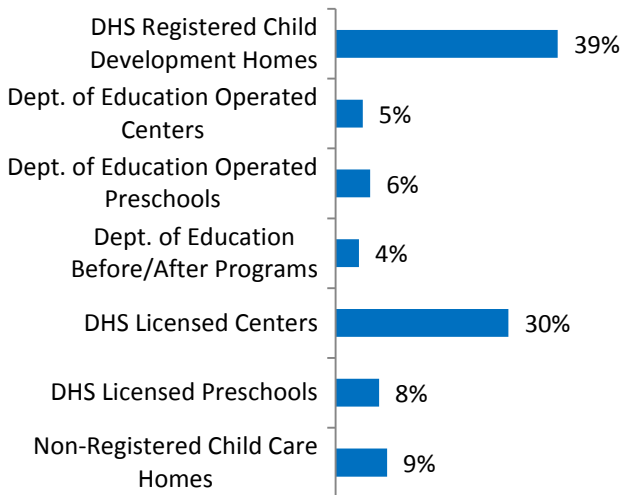 DHS Registered Child
Development Homes
39%
Dept. of Education Operated
Centers
5%
Dept. of Education Operated
Preschools
6%
Dept. of Education
Before/After Programs
4%
DHS Licensed Centers
30%
DHS Licensed Preschools
8%
Non-Registered Child Care
Homes
9%